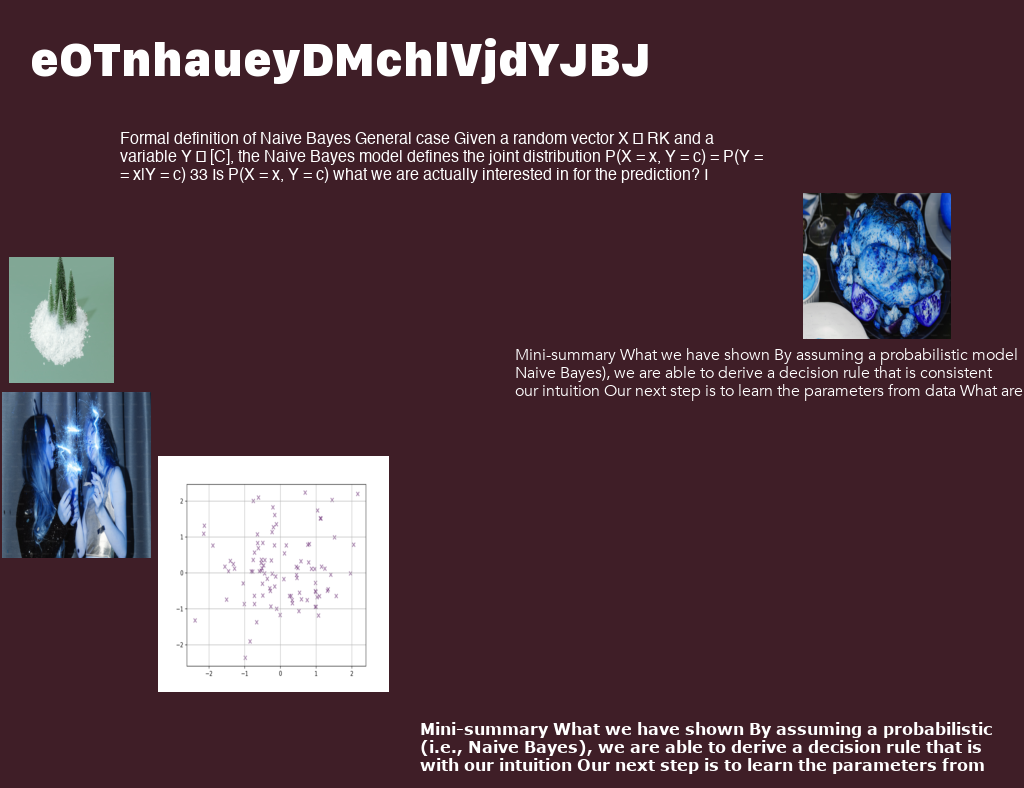 eOTnhaueyDMchlVjdYJBJ
Formal definition of Naive Bayes General case Given a random vector X □ RK and a
variable Y □ [C], the Naive Bayes model defines the joint distribution P(X = x, Y = c) = P(Y =
= x|Y = c) 33 Is P(X = x, Y = c) what we are actually interested in for the prediction? I
Mini-summary What we have shown By assuming a probabilistic model
Naive Bayes), we are able to derive a decision rule that is consistent
our intuition Our next step is to learn the parameters from data What are
2
1
0
−1
−2
−2 −1 0 1 2
Mini-summary What we have shown By assuming a probabilistic
(i.e., Naive Bayes), we are able to derive a decision rule that is
with our intuition Our next step is to learn the parameters from